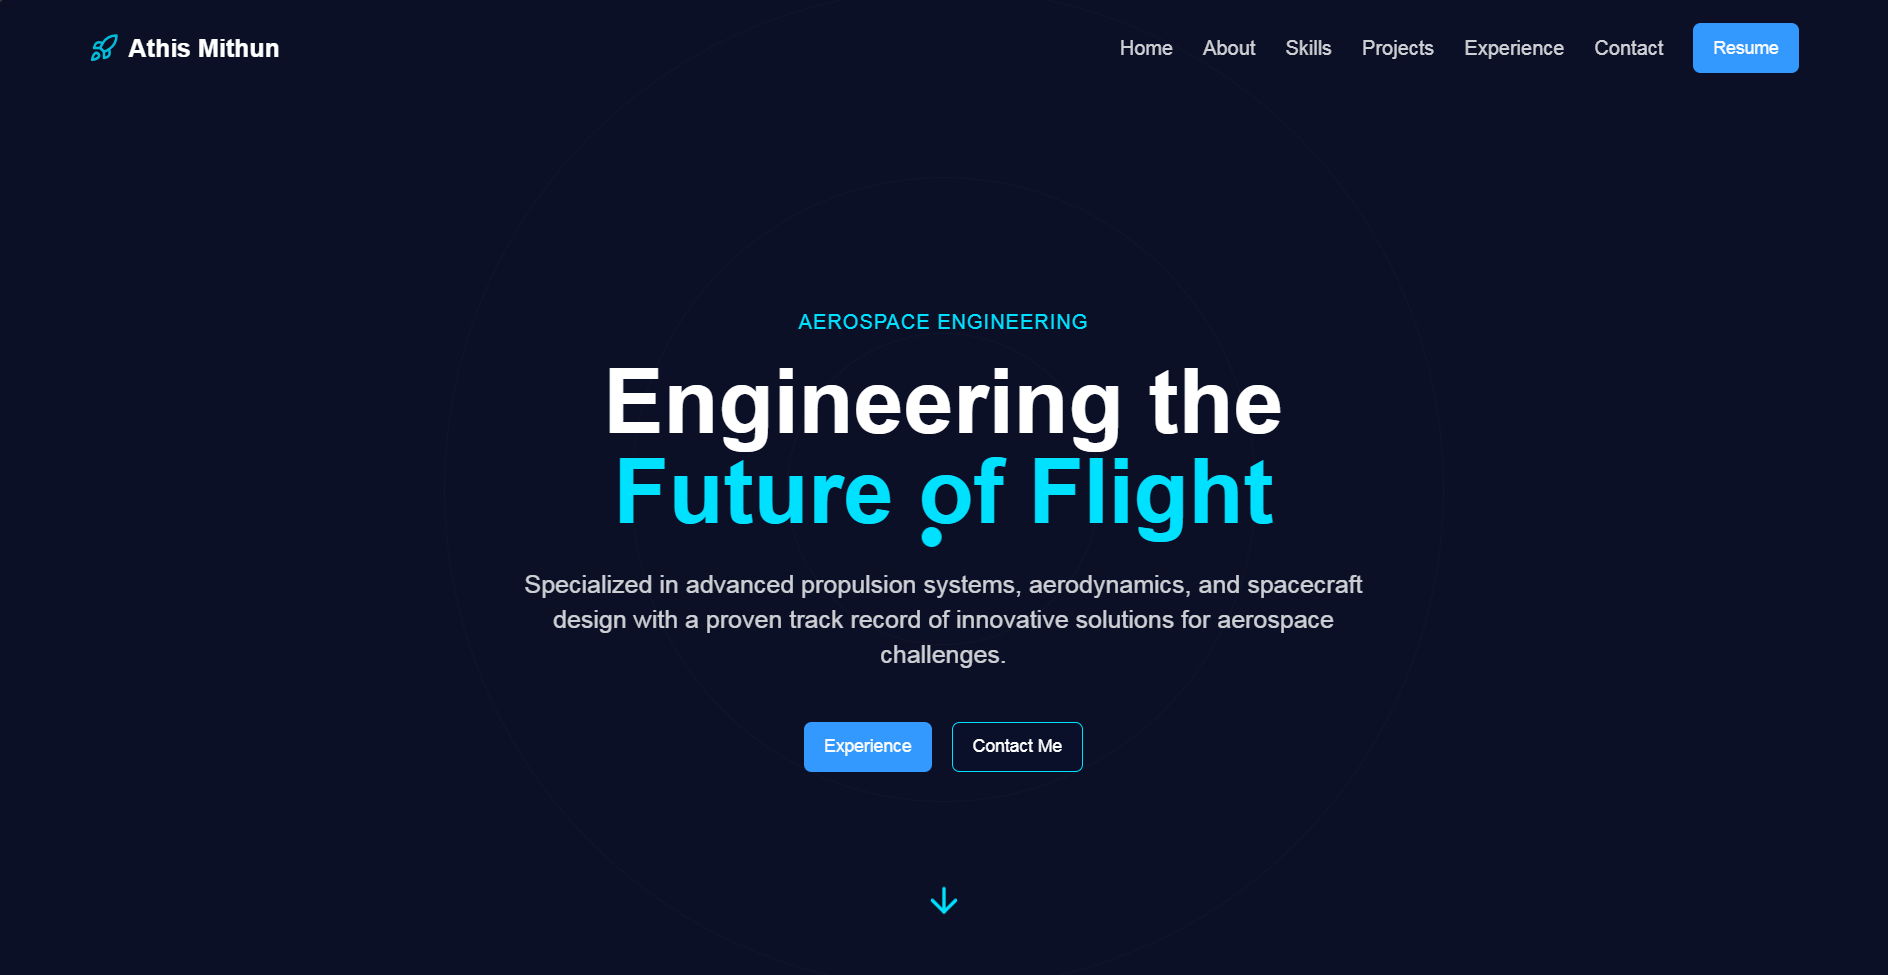 Athis Mithun
Home About Skills Projects Experience Contact Resume
AEROSPACE ENGINEERING
Engineering the
Future of Flight
Specialized in advanced propulsion systems, aerodynamics, and spacecraft
design with a proven track record of innovative solutions for aerospace
challenges.
Experience Contact Me